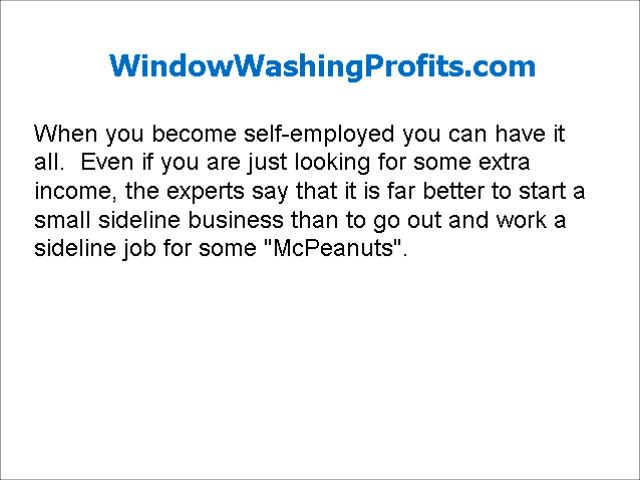 WindowWashingProfits.com
When you become self-employed you can have it
all.  Even if you are just looking for some extra
income, the experts say that it is far better to start a
small sideline business than to go out and work a
sideline job for some "McPeanuts".